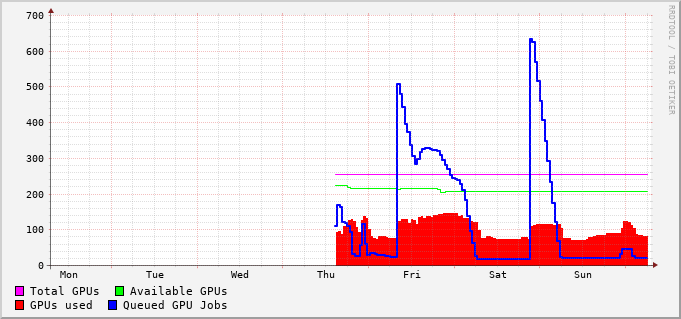 700
600
500
400
300
200
100
0
Mon Tue Wed Thu Fri Sat Sun
Total GPUs Available GPUs
GPUs used Queued GPU Jobs
RRDTOOL / TOBI OETIKER